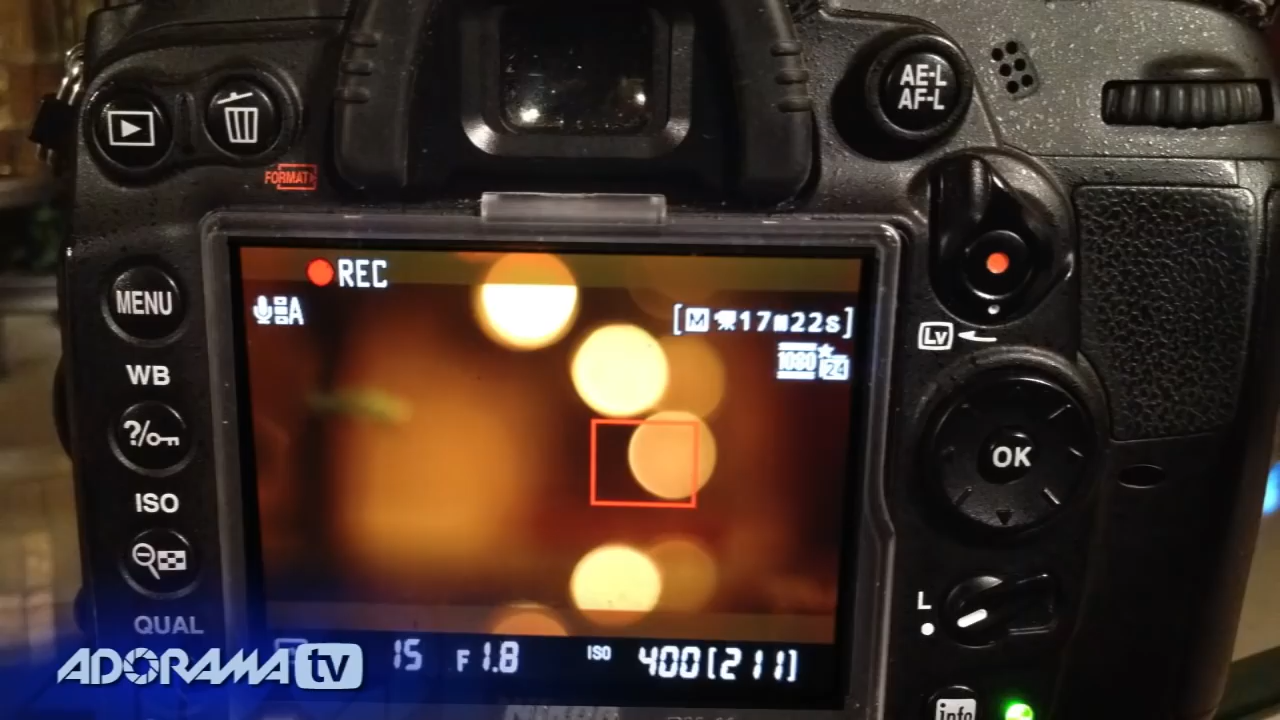 AE-L
AF-L
FORMAT
REC
MENU
A
[M 17m22s]
Lv
1080 ★24
WB
?
OK
ISO
L
QUAL
15 F1.8 ISO 400[211]
ADORAMA tv
info